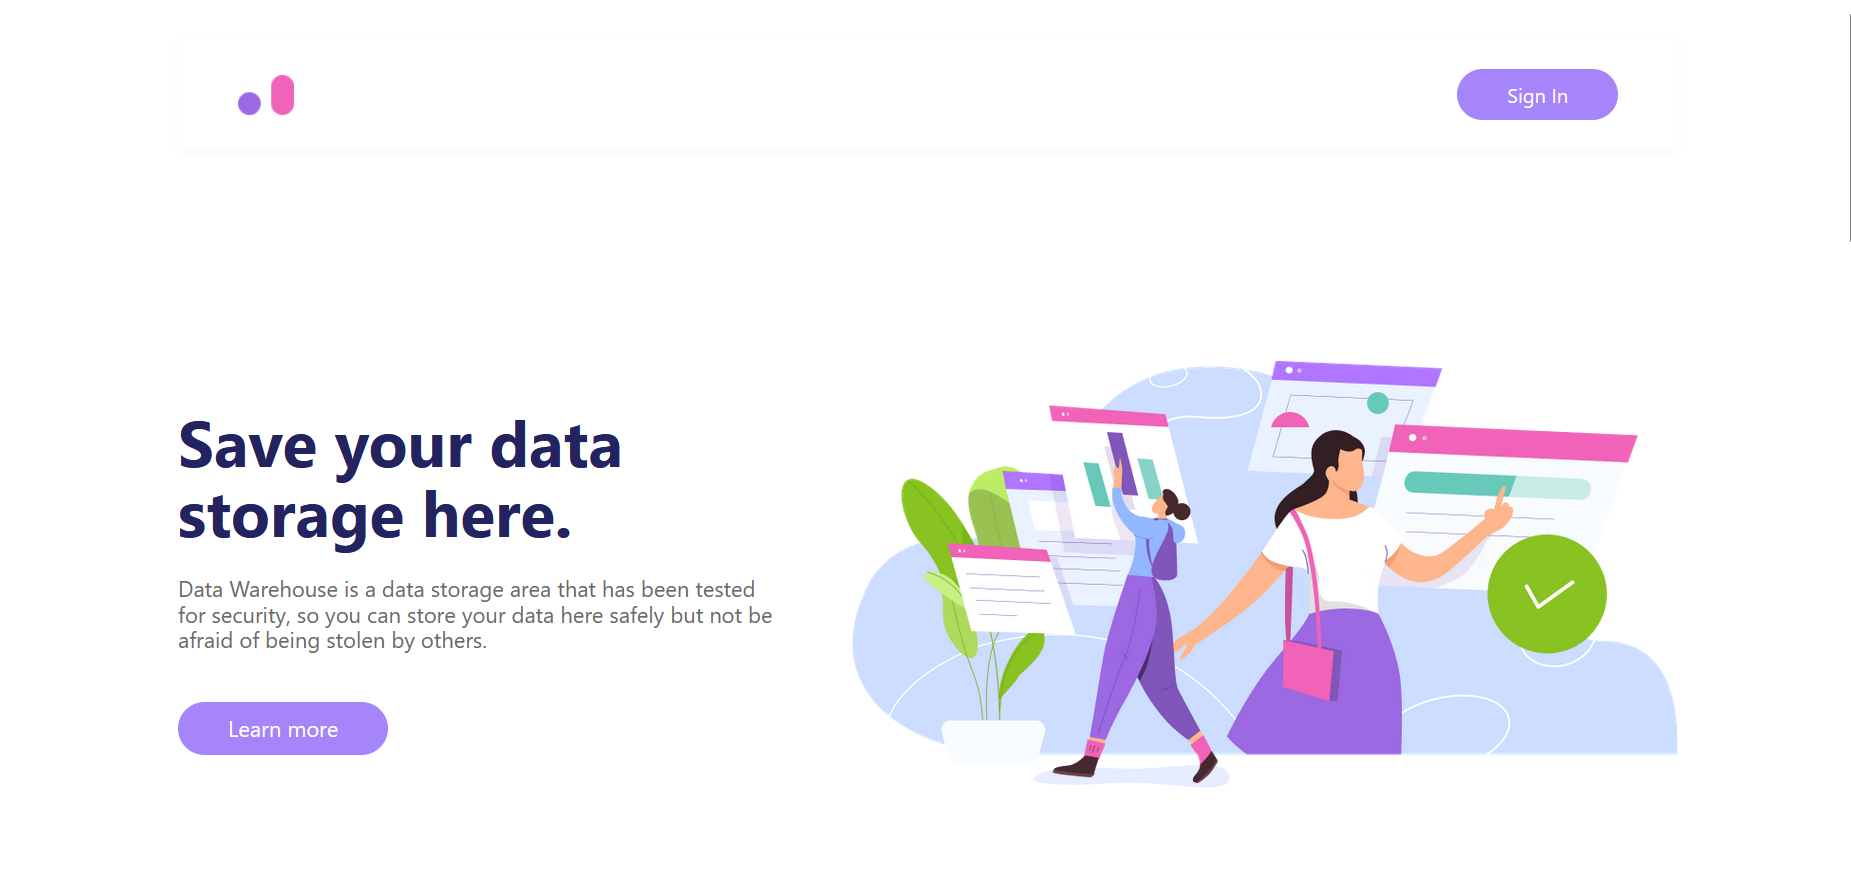 Sign In
Save your data
storage here.
Data Warehouse is a data storage area that has been tested
for security, so you can store your data here safely but not be
afraid of being stolen by others.
Learn more